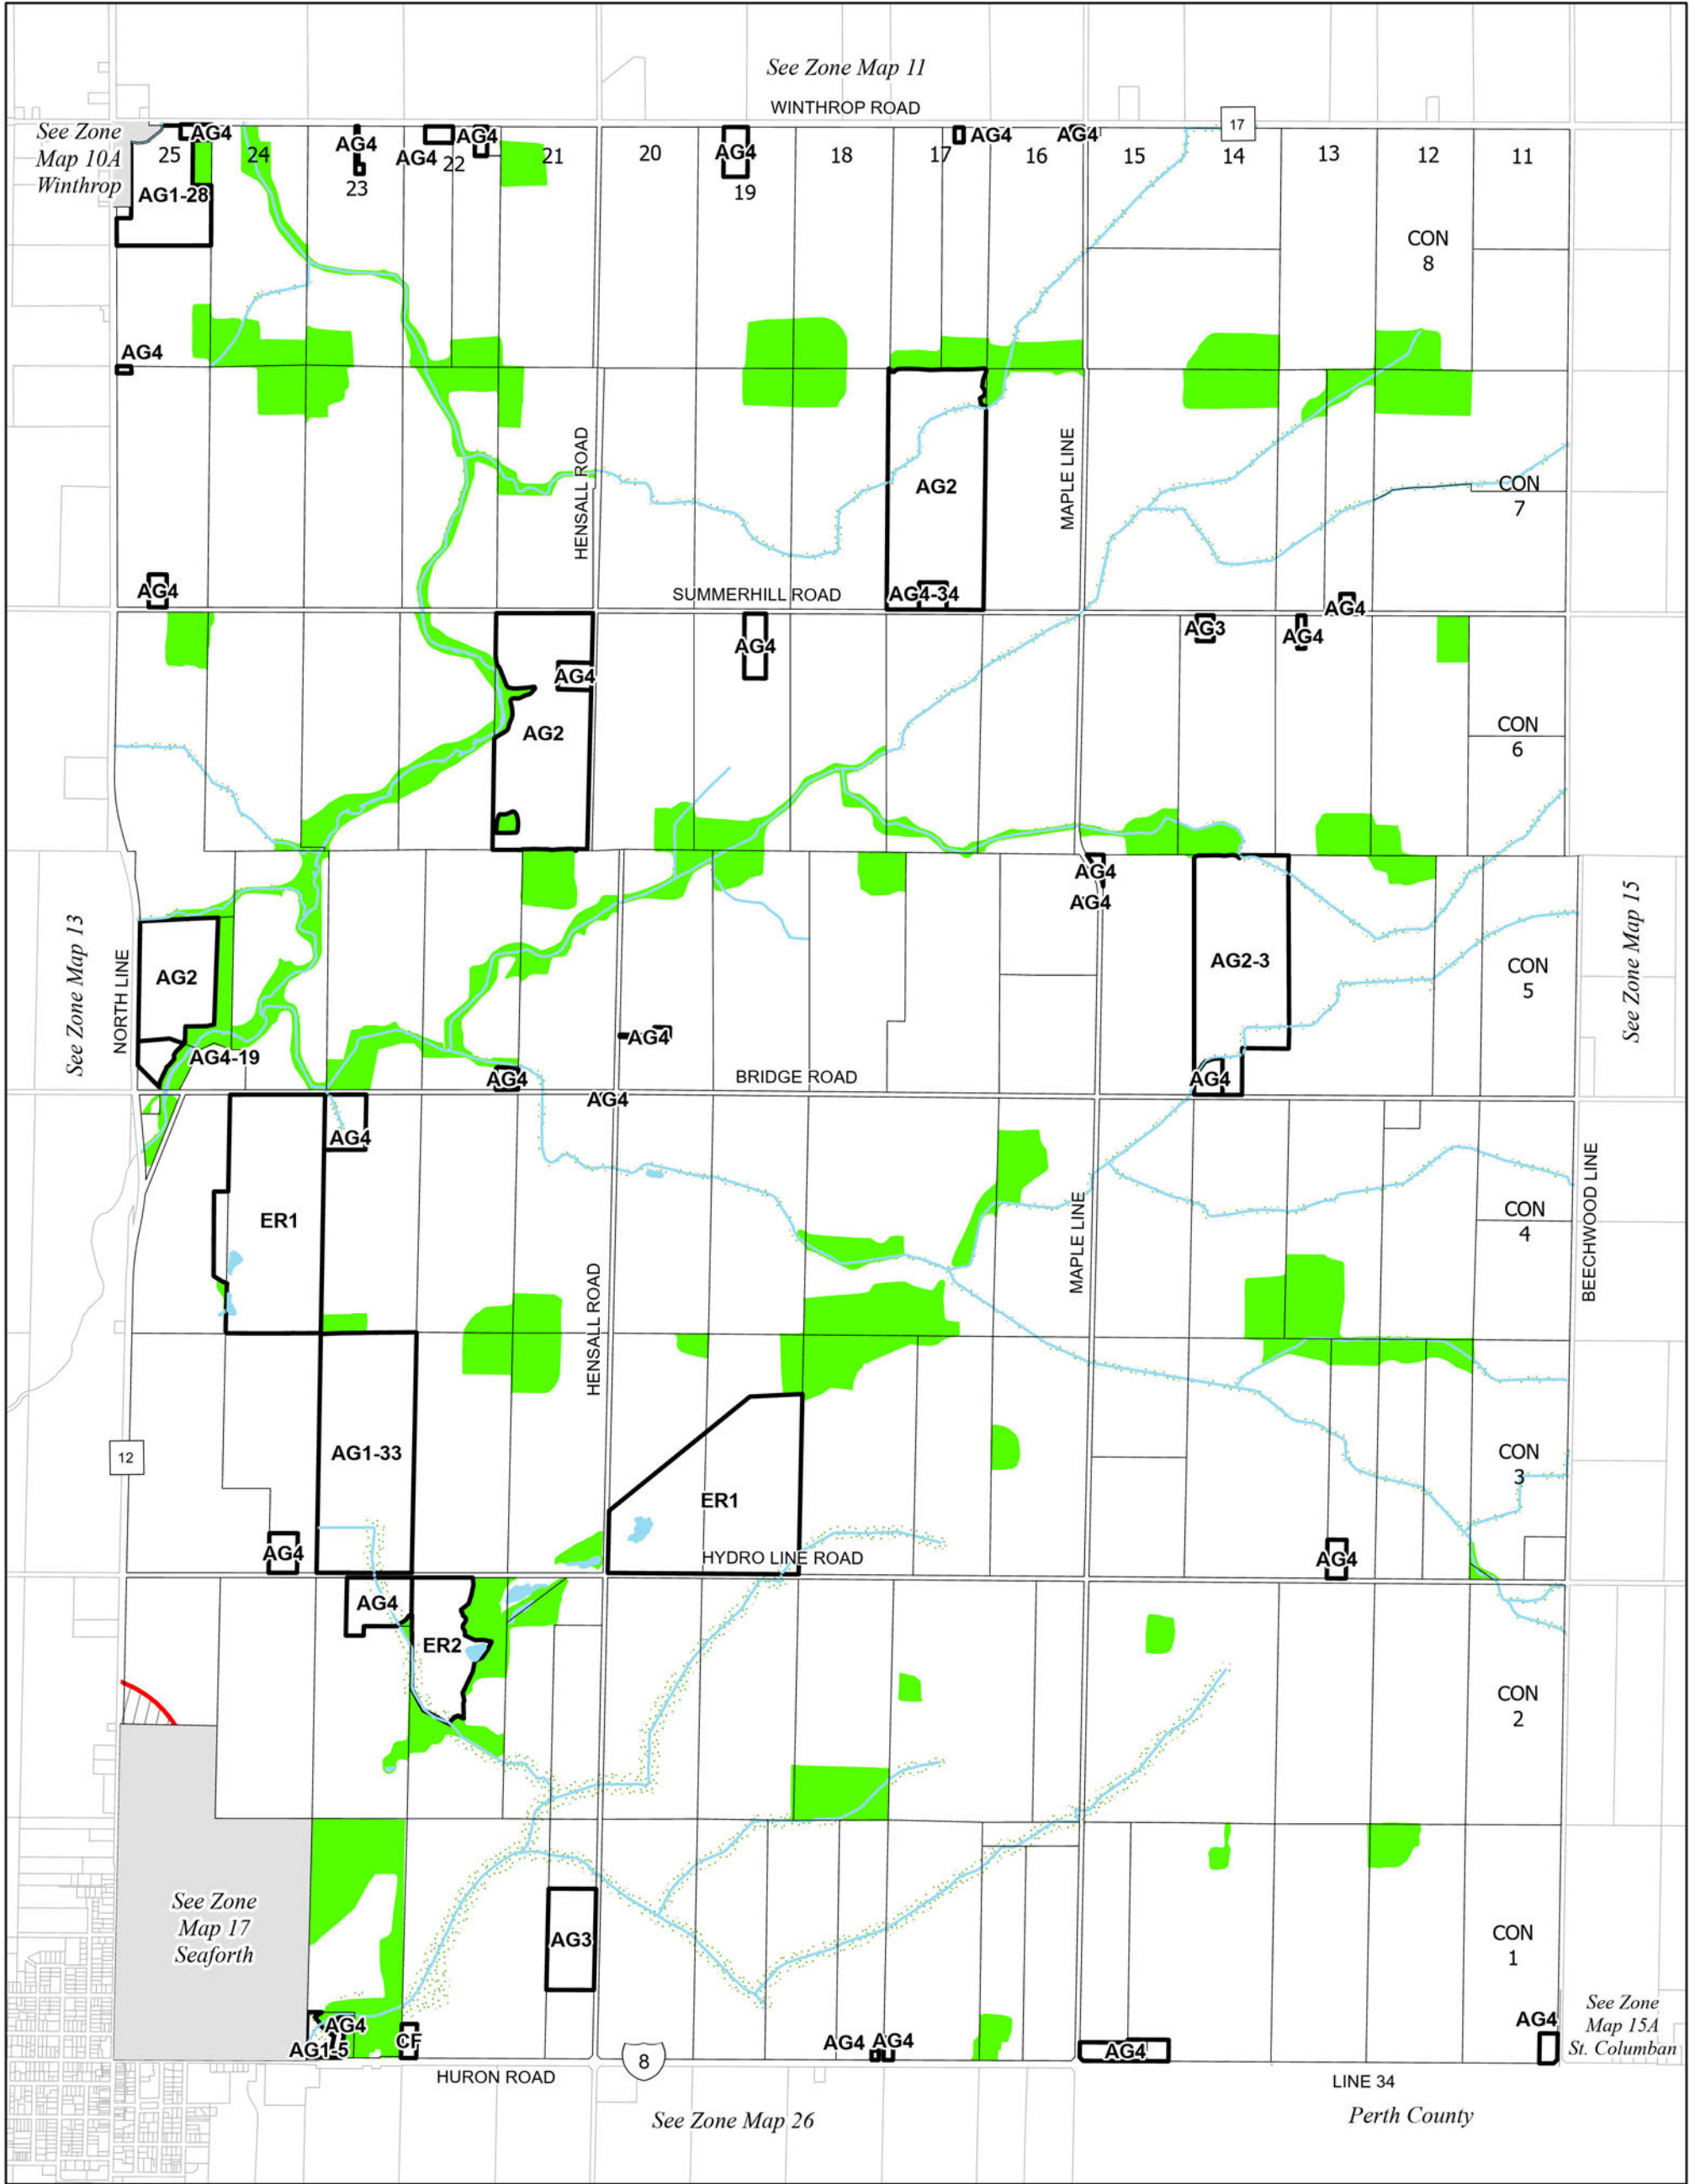 See Zone Map 11
WINTHROP ROAD
17
See Zone
Map 10A
Winthrop
AG4
AG4
AG4
AG4
AG4
AG4
AG4
25
24
23
22
21
20
19
18
17
16
15
14
13
12
11
AG1-28
CON
8
AG4
HENSALL ROAD
MAPLE LINE
AG2
CON
7
AG4
SUMMERHILL ROAD
AG4-34
AG4
AG3
AG4
AG4
AG4
AG2
CON
6
AG4
AG4
See Zone Map 13
NORTH LINE
AG2
AG2-3
CON
5
See Zone Map 15
AG4
AG4-19
AG4
BRIDGE ROAD
AG4
AG4
AG4
ER1
MAPLE LINE
CON
4
BEECHWOOD LINE
HENSALL ROAD
12
AG1-33
ER1
CON
3
AG4
HYDRO LINE ROAD
AG4
AG4
ER2
CON
2
See Zone
Map 17
Seaforth
AG3
CON
1
AG4
AG1-5
CF
AG4
AG4
AG4
AG4
See Zone
Map 15A
St. Columban
8
HURON ROAD
LINE 34
See Zone Map 26
Perth County